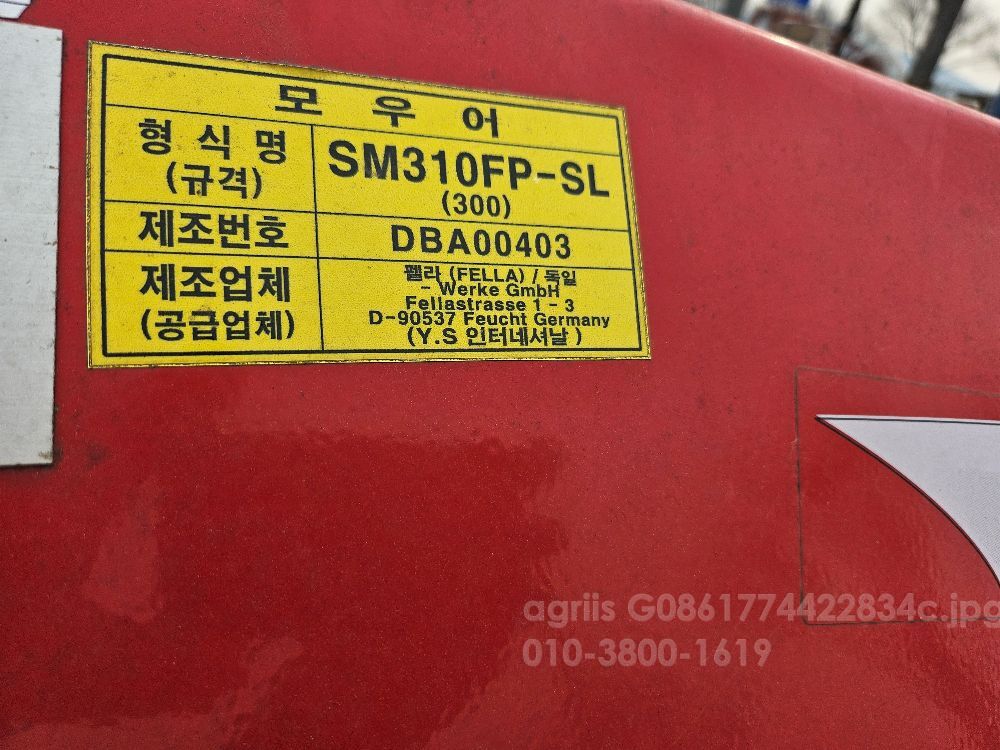 모 우 어
형 식 명
(규격)
SM310FP-SL
(300)
제조번호
DBA00403
제조업체
(공급업체)
펠라 (FELLA) / 독일
- Werke GmbH
Fellastrasse 1 - 3
D-90537 Feucht Germany
(Y.S 인터네셔날 )
agriis G0861774422834c.jpg
010-3800-1619